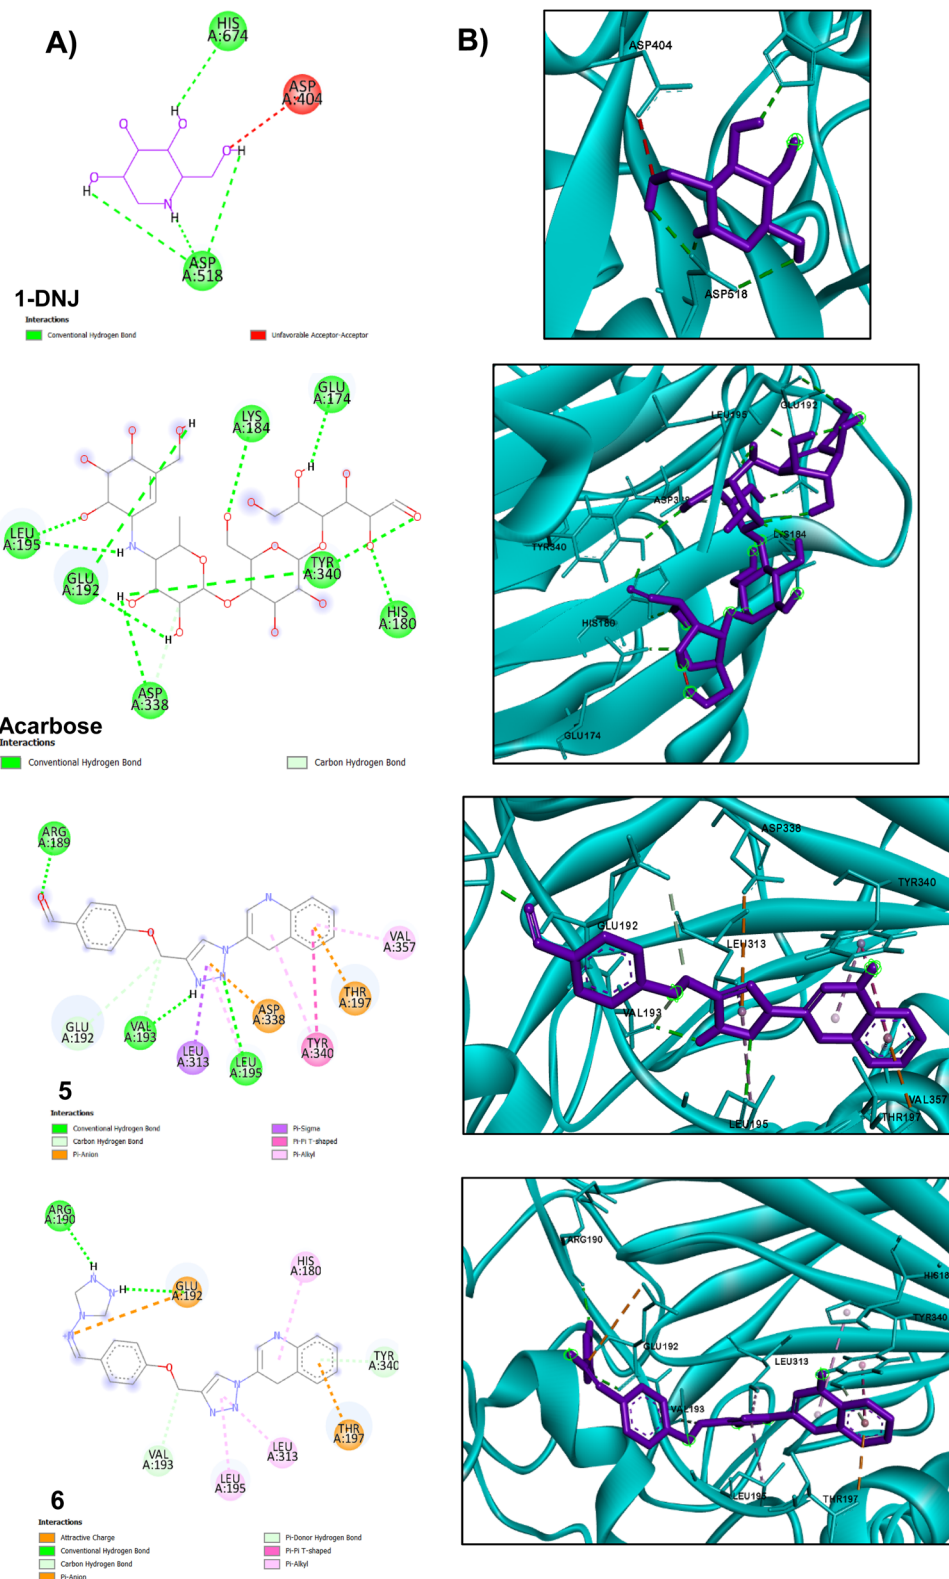 A)
B)
HIS
A:674
ASP
A:404
H
O
O
O
H
O
H
N
H
ASP
A:518
1-DNJ
Interactions
Conventional Hydrogen Bond
Unfavorable Acceptor-Acceptor
ASP404
ASP518
GLU
A:174
LYS
A:184
LEU
A:195
GLU
A:192
TYR
A:340
HIS
A:180
ASP
A:338
Acarbose
Interactions
Conventional Hydrogen Bond
Carbon Hydrogen Bond
LEU195
GLU192
TYR340
LYS184
HIS180
GLU174
ARG
A:189
VAL
A:357
THR
A:197
GLU
A:192
VAL
A:193
ASP
A:338
LEU
A:313
TYR
A:340
LEU
A:195
5
Interactions
Conventional Hydrogen Bond
Carbon Hydrogen Bond
Pi-Anion
Pi-Sigma
Pi-Pi T-shaped
Pi-Alkyl
ASP338
TYR340
GLU192
LEU313
VAL193
VAL357
THR197
LEU195
ARG
A:190
GLU
A:192
HIS
A:180
TYR
A:340
THR
A:197
VAL
A:193
LEU
A:313
LEU
A:195
6
Interactions
Attractive Charge
Conventional Hydrogen Bond
Carbon Hydrogen Bond
Pi-Anion
Pi-Donor Hydrogen Bond
Pi-Pi T-shaped
Pi-Alkyl
ARG190
HIS18
TYR340
GLU192
LEU313
VAL193
LEU195
THR197